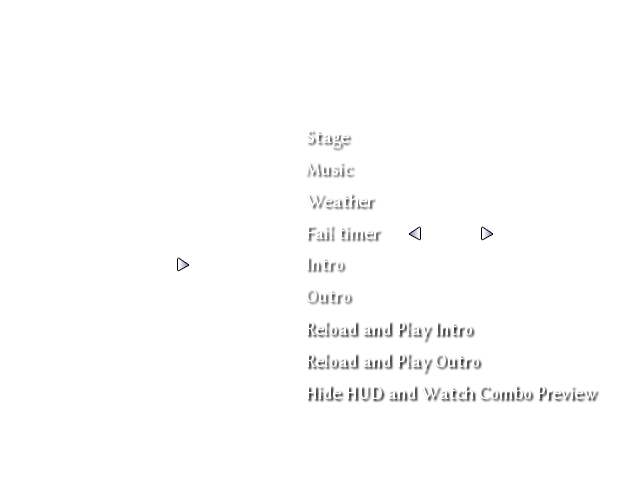 Stage
Music
Weather
Fail timer
Intro
Outro
Reload and Play Intro
Reload and Play Outro
Hide HUD and Watch Combo Preview